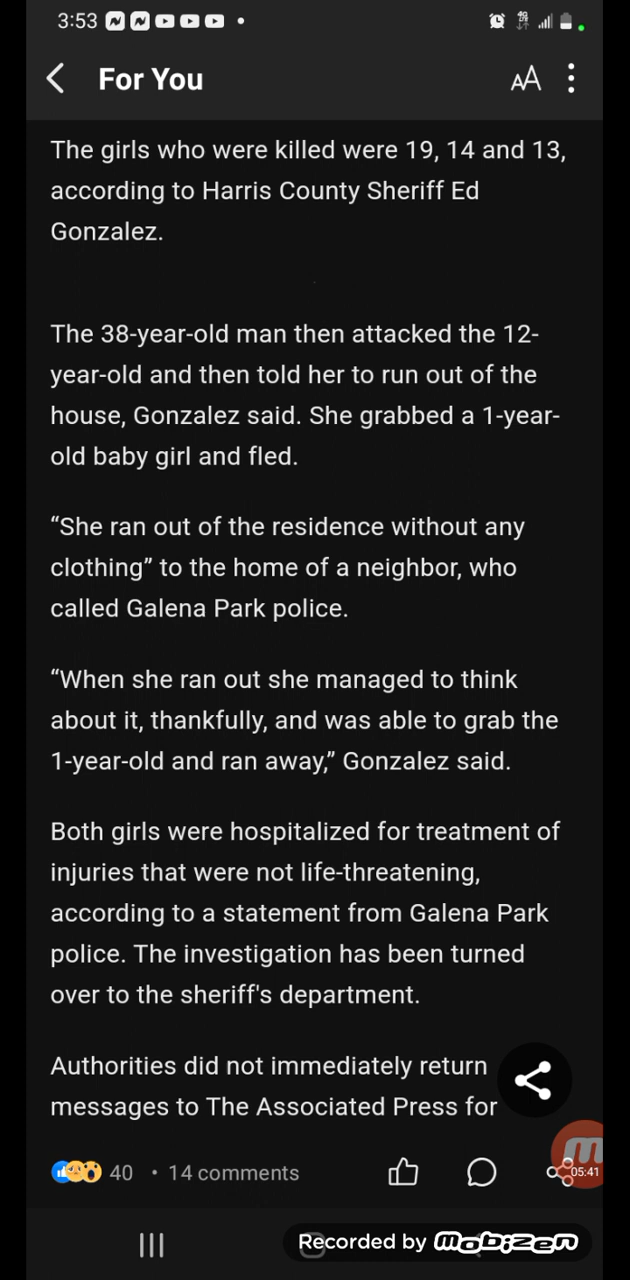 3:53
4G
For You
AA
The girls who were killed were 19, 14 and 13,
according to Harris County Sheriff Ed
Gonzalez.
The 38-year-old man then attacked the 12-
year-old and then told her to run out of the
house, Gonzalez said. She grabbed a 1-year-
old baby girl and fled.
“She ran out of the residence without any
clothing” to the home of a neighbor, who
called Galena Park police.
“When she ran out she managed to think
about it, thankfully, and was able to grab the
1-year-old and ran away,” Gonzalez said.
Both girls were hospitalized for treatment of
injuries that were not life-threatening,
according to a statement from Galena Park
police. The investigation has been turned
over to the sheriff's department.
Authorities did not immediately return
messages to The Associated Press for
m
40 • 14 comments
05:41
Recorded by mobizen